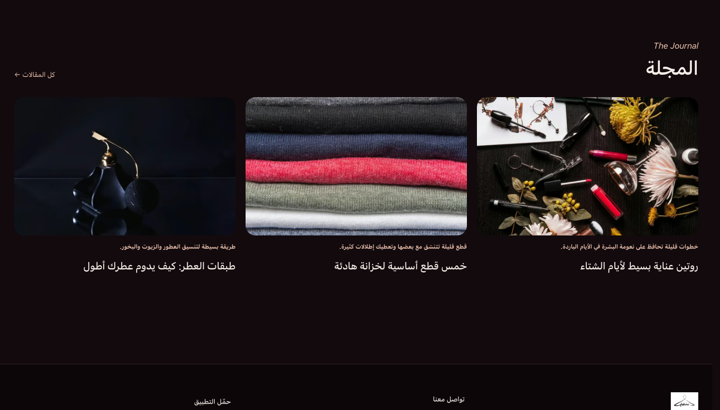 The Journal
المجلة
كل المقالات ←
خطوات قليلة تحافظ على نعومة البشرة في الأيام الباردة.
روتين عناية بسيط لأيام الشتاء
قطع قليلة تتنسّق مع بعضها وتعطيك إطلالات كثيرة.
خمس قطع أساسية لخزانة هادئة
طريقة بسيطة لتنسيق العطور والزيوت والبخور.
طبقات العطر: كيف يدوم عطرك أطول
تواصل معنا
حمّل التطبيق